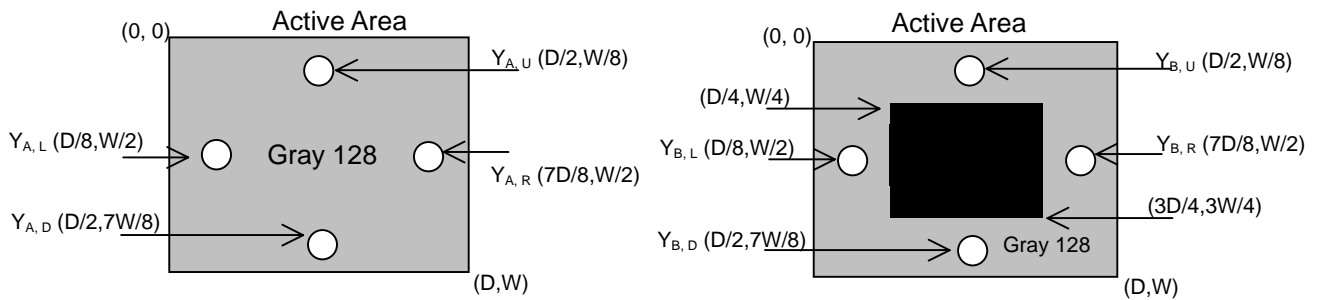 Active Area
(0, 0)
Y_A, U (D/2,W/8)
Y_A, L (D/8,W/2)
Gray 128
Y_A, R (7D/8,W/2)
Y_A, D (D/2,7W/8)
(D,W)
Active Area
(0, 0)
Y_B, U (D/2,W/8)
(D/4,W/4)
Y_B, L (D/8,W/2)
Y_B, R (7D/8,W/2)
(3D/4,3W/4)
Y_B, D (D/2,7W/8)
Gray 128
(D,W)